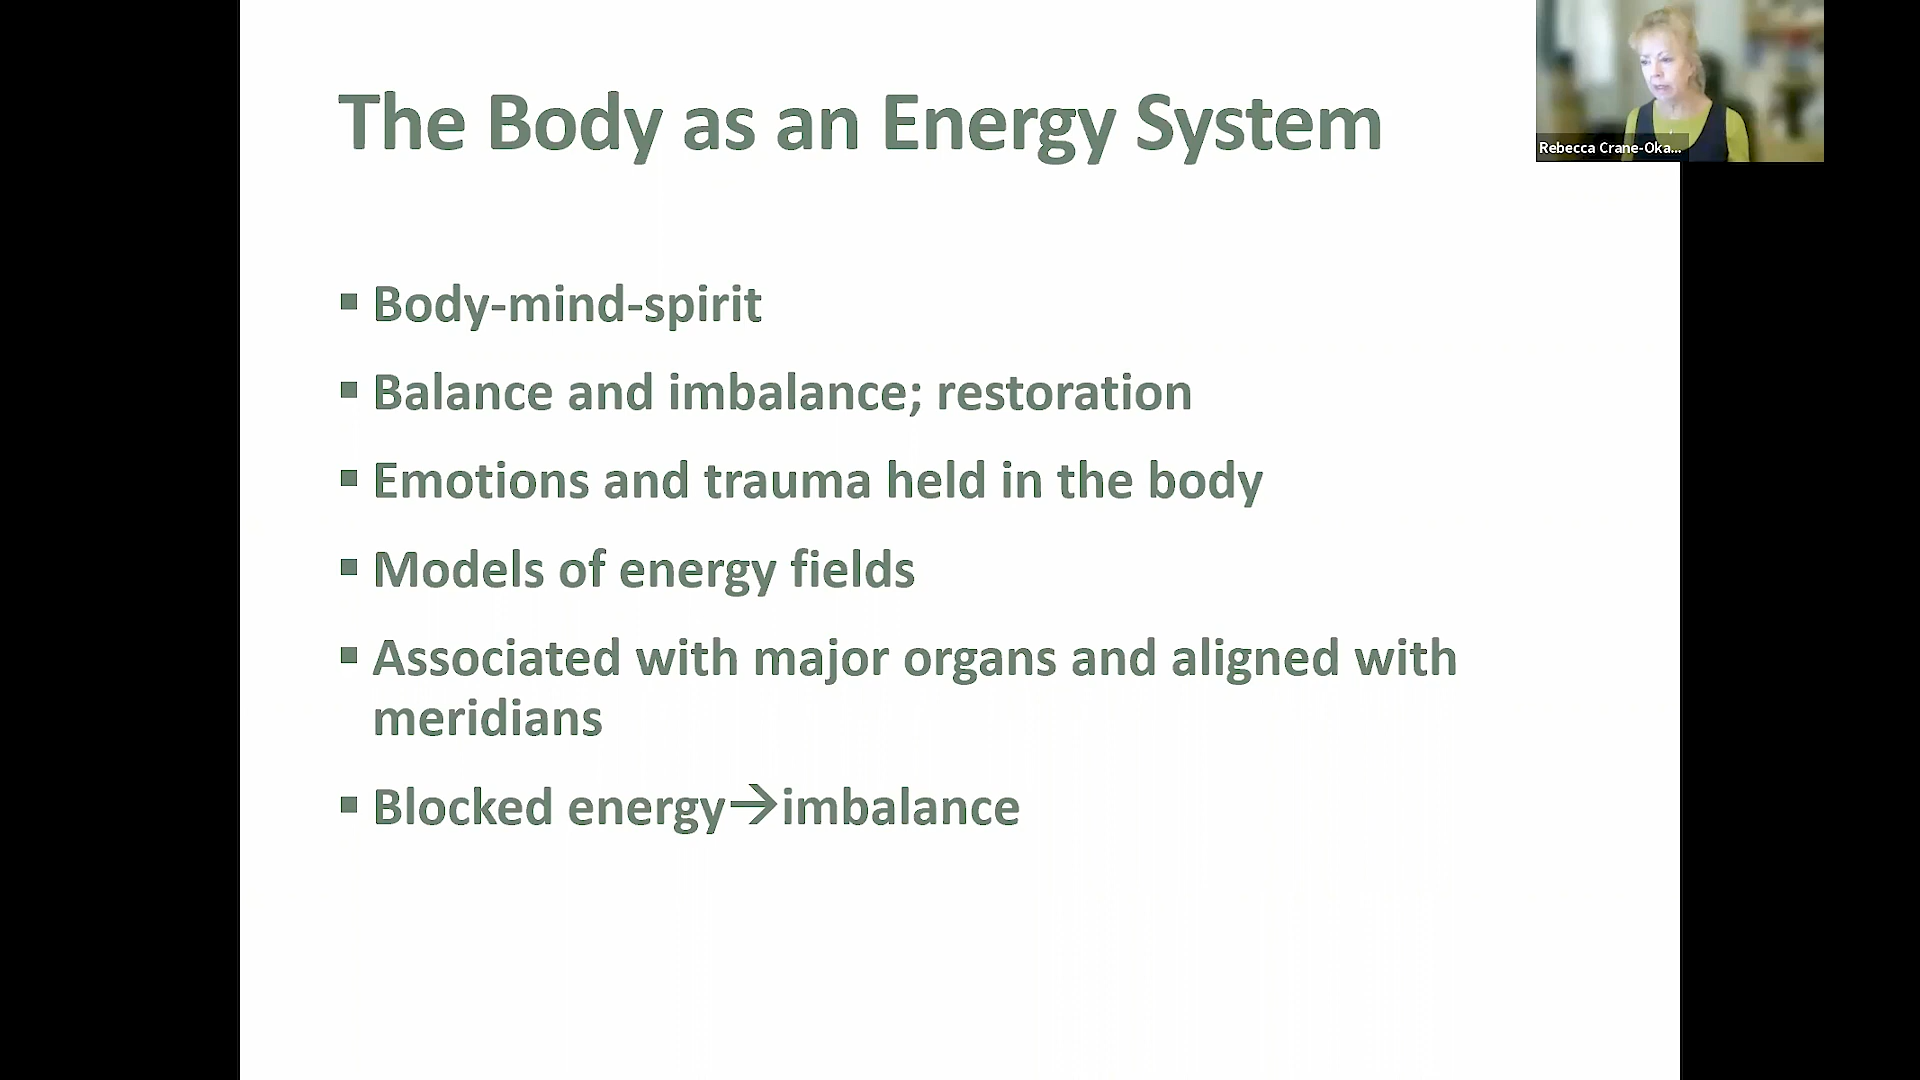 The Body as an Energy System
Rebecca Crane-Oka...
▪ Body-mind-spirit
▪ Balance and imbalance; restoration
▪ Emotions and trauma held in the body
▪ Models of energy fields
▪ Associated with major organs and aligned with
meridians
▪ Blocked energy→imbalance